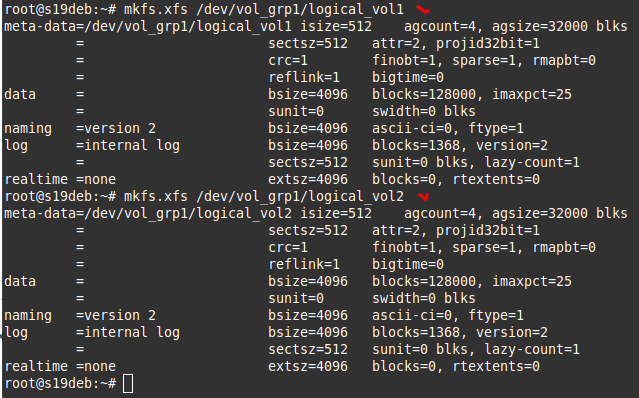 root@s19deb:~# mkfs.xfs /dev/vol_grp1/logical_vol1
meta-data=/dev/vol_grp1/logical_vol1 isize=512    agcount=4, agsize=32000 blks
         =                       sectsz=512   attr=2, projid32bit=1
         =                       crc=1        finobt=1, sparse=1, rmapbt=0
         =                       reflink=1    bigtime=0
data     =                       bsize=4096   blocks=128000, imaxpct=25
         =                       sunit=0      swidth=0 blks
naming   =version 2              bsize=4096   ascii-ci=0, ftype=1
log      =internal log           bsize=4096   blocks=1368, version=2
         =                       sectsz=512   sunit=0 blks, lazy-count=1
realtime =none                   extsz=4096   blocks=0, rtextents=0
root@s19deb:~# mkfs.xfs /dev/vol_grp1/logical_vol2
meta-data=/dev/vol_grp1/logical_vol2 isize=512    agcount=4, agsize=32000 blks
         =                       sectsz=512   attr=2, projid32bit=1
         =                       crc=1        finobt=1, sparse=1, rmapbt=0
         =                       reflink=1    bigtime=0
data     =                       bsize=4096   blocks=128000, imaxpct=25
         =                       sunit=0      swidth=0 blks
naming   =version 2              bsize=4096   ascii-ci=0, ftype=1
log      =internal log           bsize=4096   blocks=1368, version=2
         =                       sectsz=512   sunit=0 blks, lazy-count=1
realtime =none                   extsz=4096   blocks=0, rtextents=0
root@s19deb:~#